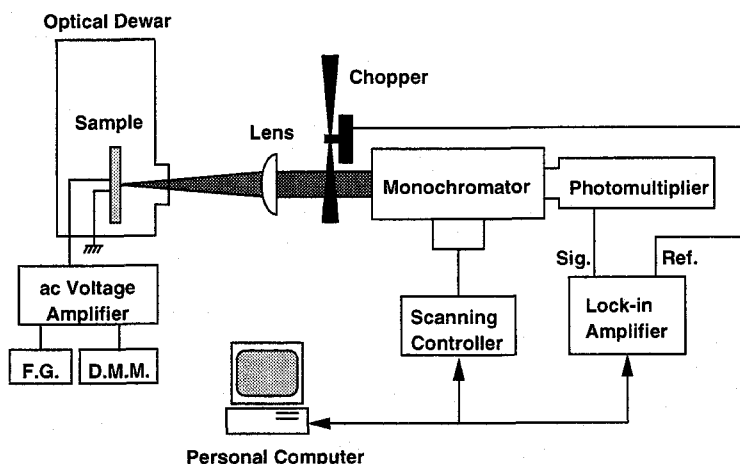 Optical Dewar
Sample
Lens
Chopper
Monochromator
Photomultiplier
Sig.
Ref.
ac Voltage
Amplifier
Scanning
Controller
Lock-in
Amplifier
F.G.
D.M.M.
Personal Computer